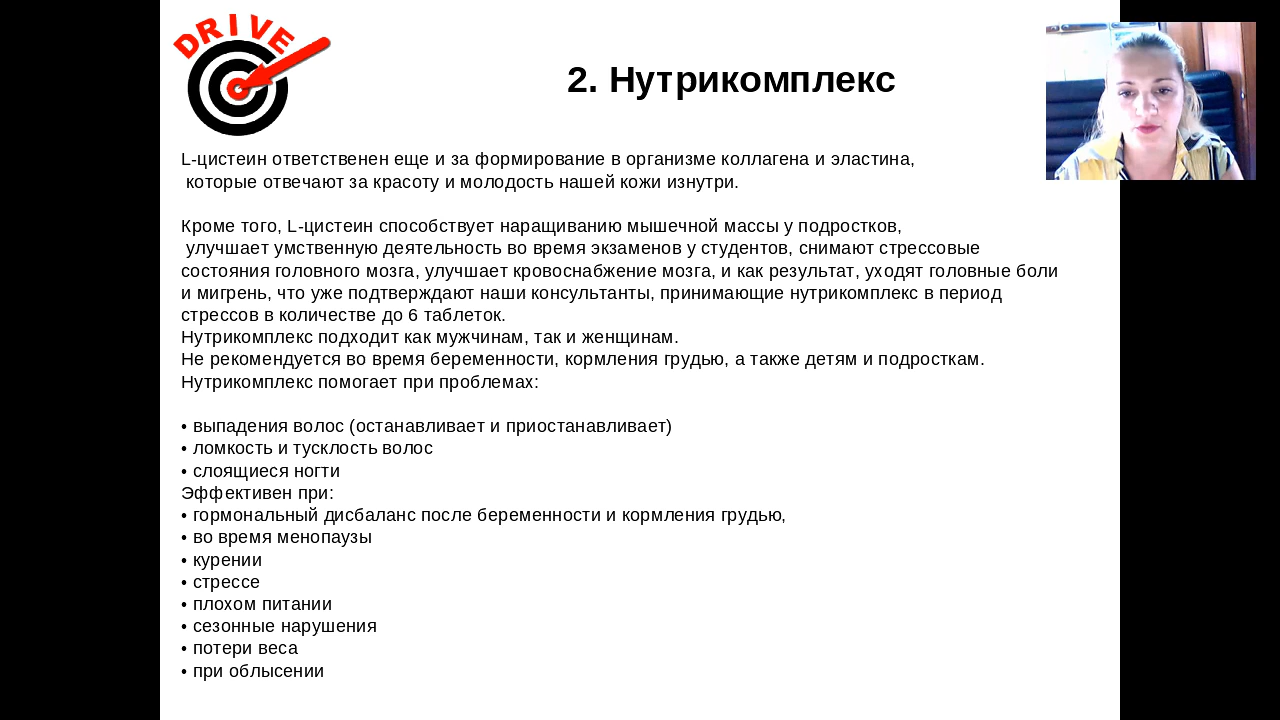 DRIVE
2. Нутрикомплекс
L-цистеин ответственен еще и за формирование в организме коллагена и эластина,
которые отвечают за красоту и молодость нашей кожи изнутри.
Кроме того, L-цистеин способствует наращиванию мышечной массы у подростков,
улучшает умственную деятельность во время экзаменов у студентов, снимают стрессовые
состояния головного мозга, улучшает кровоснабжение мозга, и как результат, уходят головные боли
и мигрень, что уже подтверждают наши консультанты, принимающие нутрикомплекс в период
стрессов в количестве до 6 таблеток.
Нутрикомплекс подходит как мужчинам, так и женщинам.
Не рекомендуется во время беременности, кормления грудью, а также детям и подросткам.
Нутрикомплекс помогает при проблемах:
• выпадения волос (останавливает и приостанавливает)
• ломкость и тусклость волос
• слоящиеся ногти
Эффективен при:
• гормональный дисбаланс после беременности и кормления грудью,
• во время менопаузы
• курении
• стрессе
• плохом питании
• сезонные нарушения
• потери веса
• при облысении